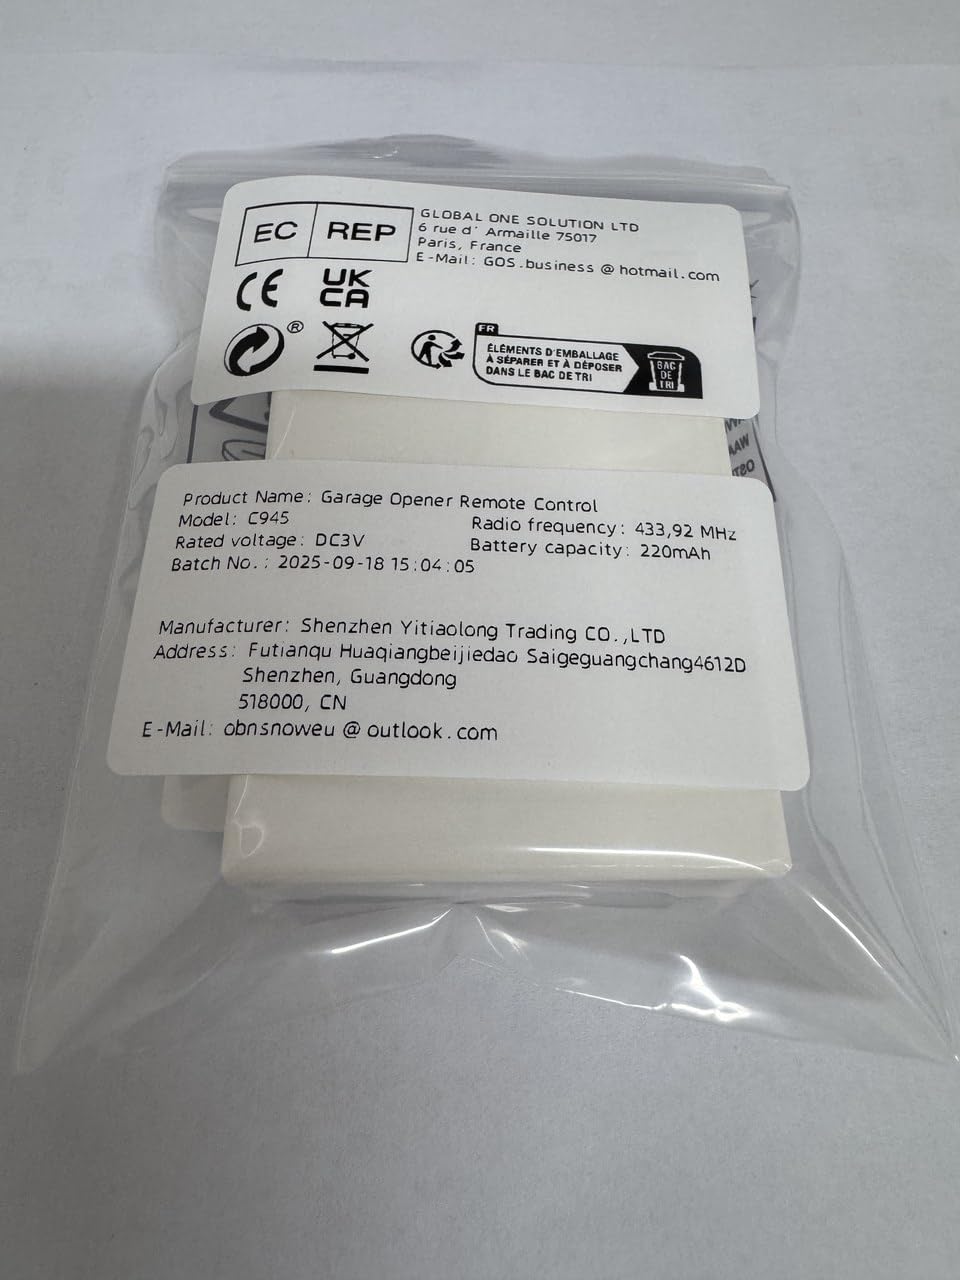 EC REP
GLOBAL ONE SOLUTION LTD
6 rue d' Armaille 75017
Paris, France
E-Mail: GOS.business @ hotmail.com
CE UK
CA
®
FR
ÉLÉMENTS D'EMBALLAGE
À SÉPARER ET À DÉPOSER
DANS LE BAC DE TRI
BAC
DE
TRI
Product Name: Garage Opener Remote Control
Model: C945
Radio frequency: 433,92 MHz
Rated voltage: DC3V
Battery capacity: 220mAh
Batch No.: 2025-09-18 15:04:05
Manufacturer: Shenzhen Yitiaolong Trading CO.,LTD
Address: Futianqu Huaqiangbeijiedao Saigeguangchang4612D
Shenzhen, Guangdong
518000, CN
E-Mail: obnsnoweu @ outlook.com